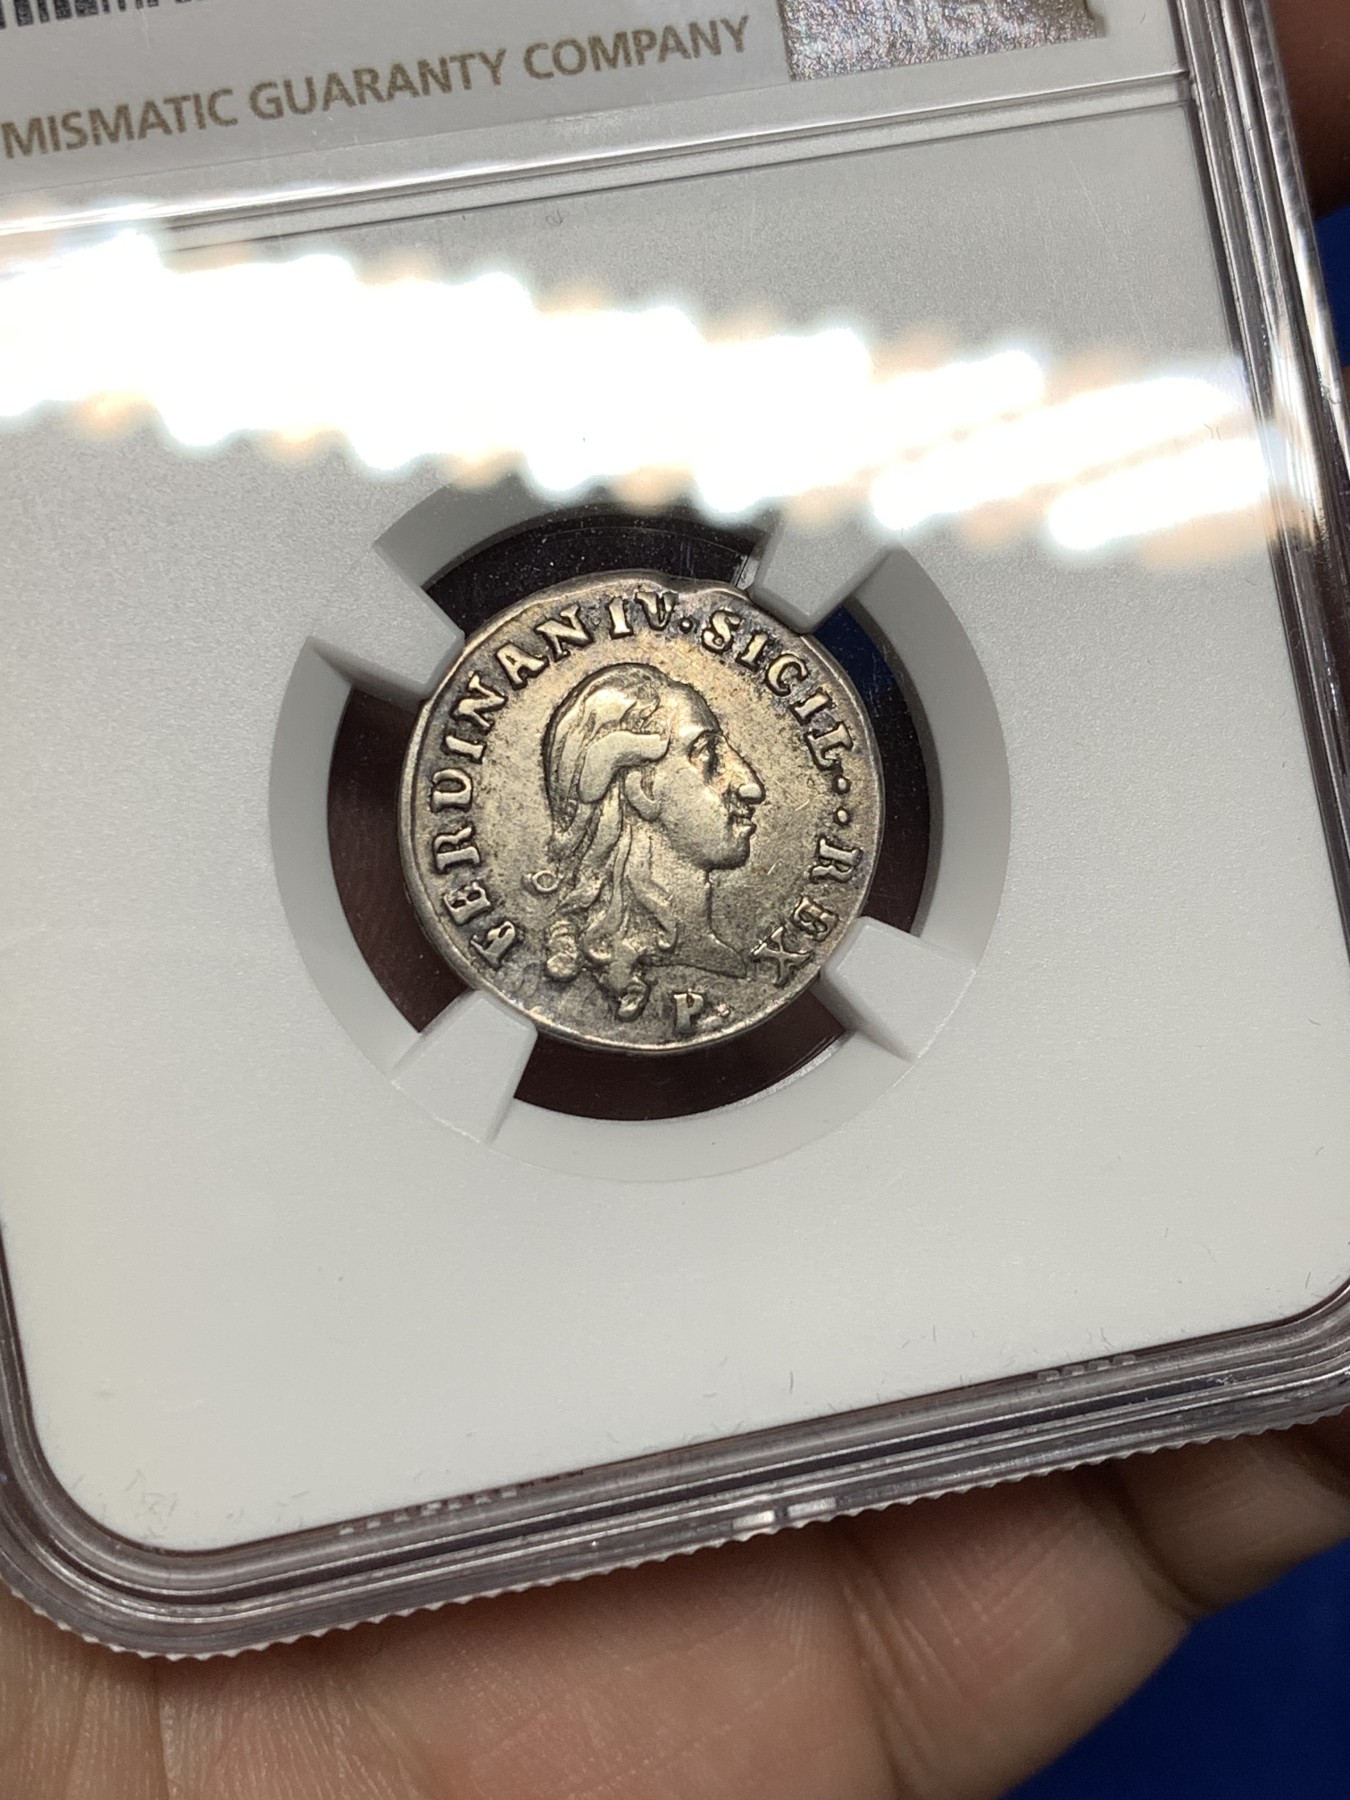 MISMATIC GUARANTY COMPANY
FERDINAN·IV·SICIL··REX
P·